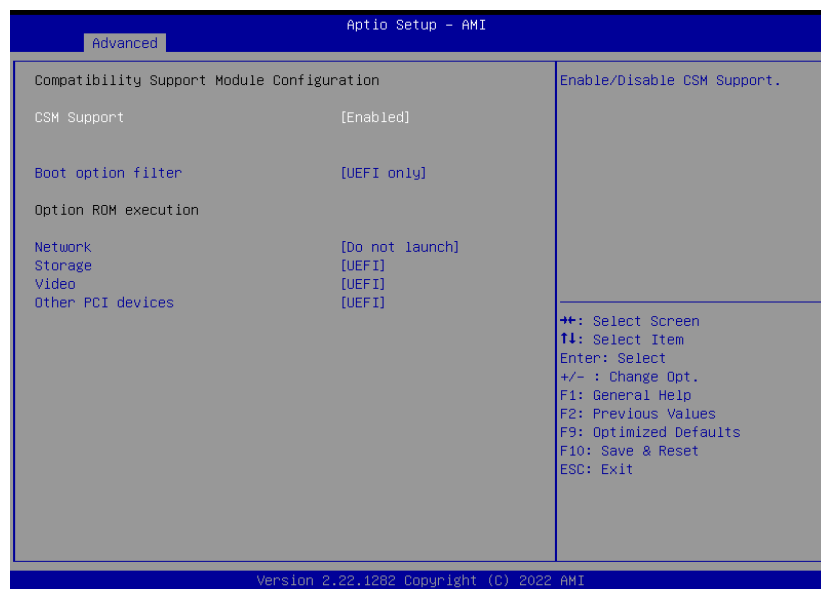 Aptio Setup – AMI
Advanced
Compatibility Support Module Configuration
CSM Support [Enabled]
Boot option filter [UEFI only]
Option ROM execution
Network [Do not launch]
Storage [UEFI]
Video [UEFI]
Other PCI devices [UEFI]
Enable/Disable CSM Support.
→←: Select Screen
↑↓: Select Item
Enter: Select
+/- : Change Opt.
F1: General Help
F2: Previous Values
F9: Optimized Defaults
F10: Save & Reset
ESC: Exit
Version 2.22.1282 Copyright (C) 2022 AMI